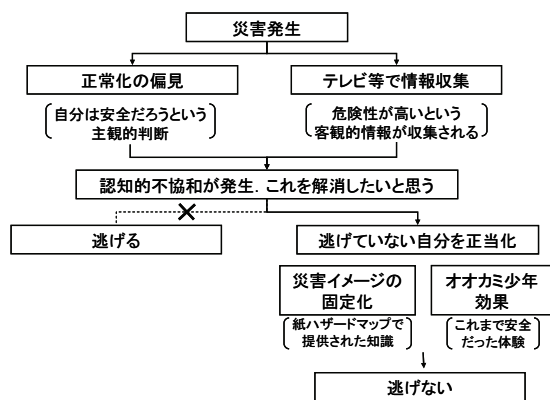 災害発生
正常化の偏見
テレビ等で情報収集
自分は安全だろうという
主観的判断
危険性が高いという
客観的情報が収集される
認知的不協和が発生．これを解消したいと思う
逃げる
逃げていない自分を正当化
災害イメージの
固定化
オオカミ少年
効果
紙ハザードマップで
提供された知識
これまで安全
だった体験
逃げない